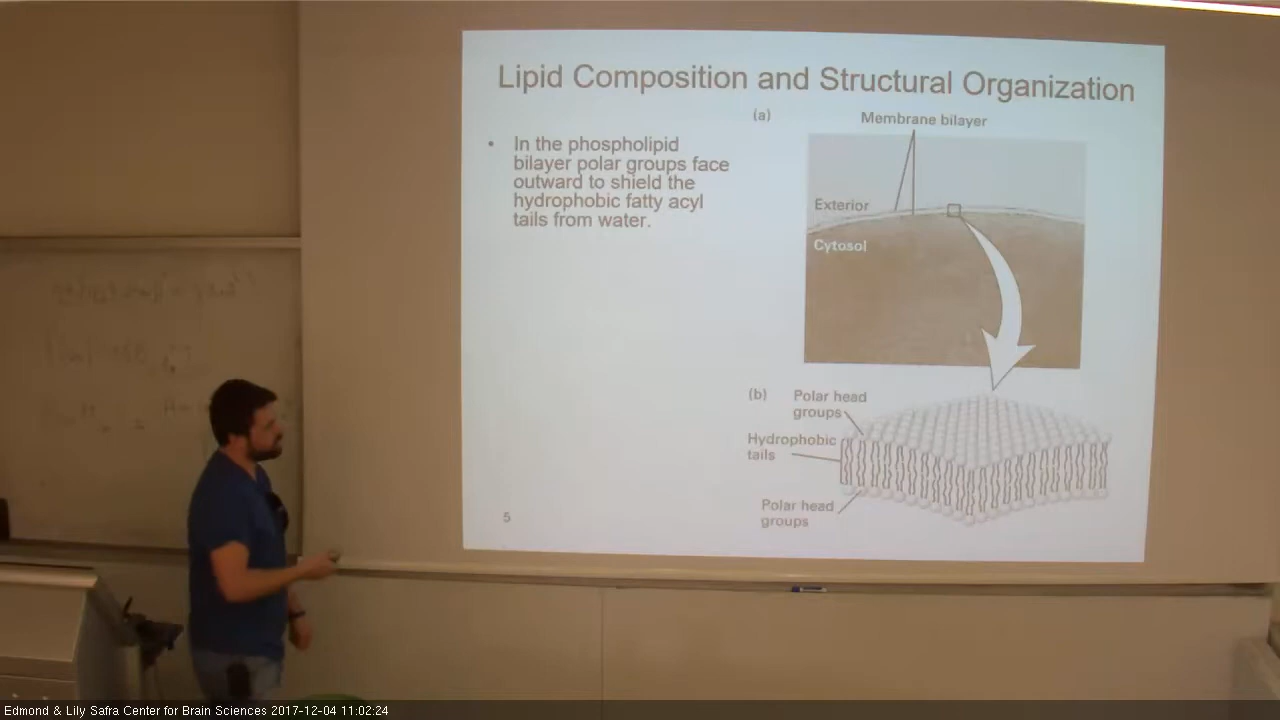 Lipid Composition and Structural Organization
• In the phospholipid
bilayer polar groups face
outward to shield the
hydrophobic fatty acyl
tails from water.
(a)
Membrane bilayer
Exterior
Cytosol
(b)
Polar head
groups
Hydrophobic
tails
Polar head
groups
5
Edmond & Lily Safra Center for Brain Sciences 2017-12-04 11:02:24